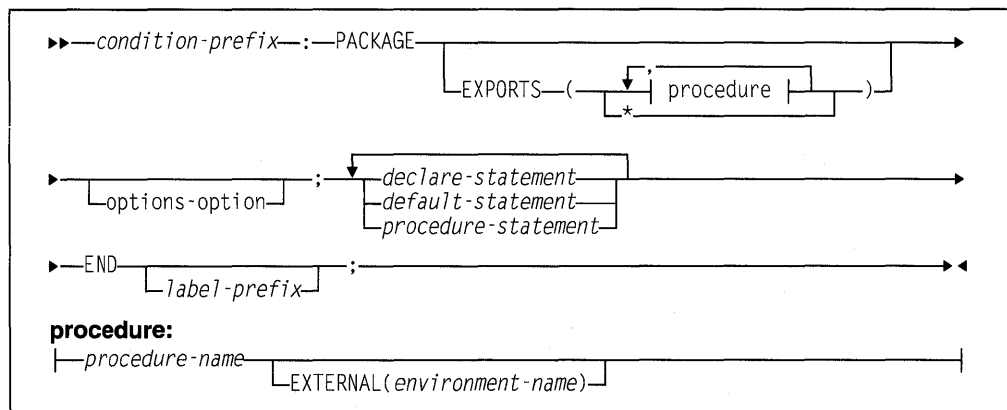 condition-prefix : PACKAGE
,
EXPORTS ( procedure )
*
options-option ; declare-statement
default-statement
procedure-statement
END ;
label-prefix
procedure:
procedure-name
EXTERNAL(environment-name)